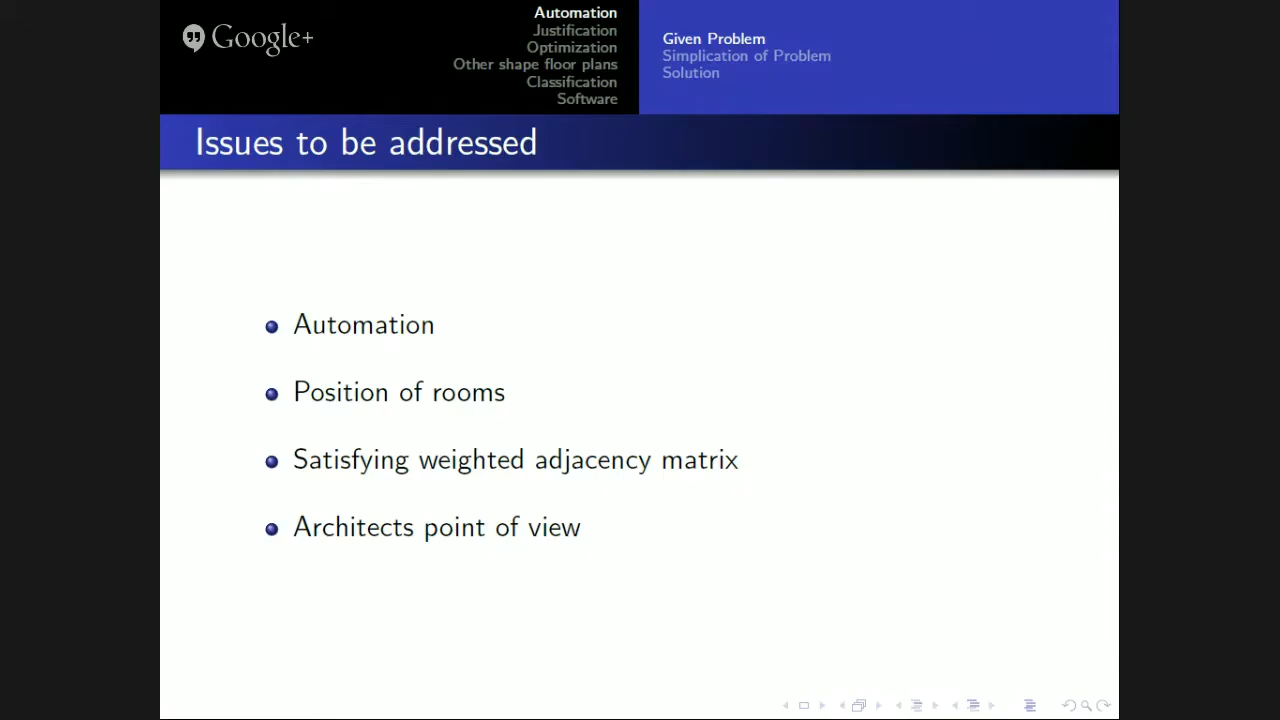 Google+
Automation
Justification
Optimization
Other shape floor plans
Classification
Software
Given Problem
Simplication of Problem
Solution
Issues to be addressed
Automation
Position of rooms
Satisfying weighted adjacency matrix
Architects point of view